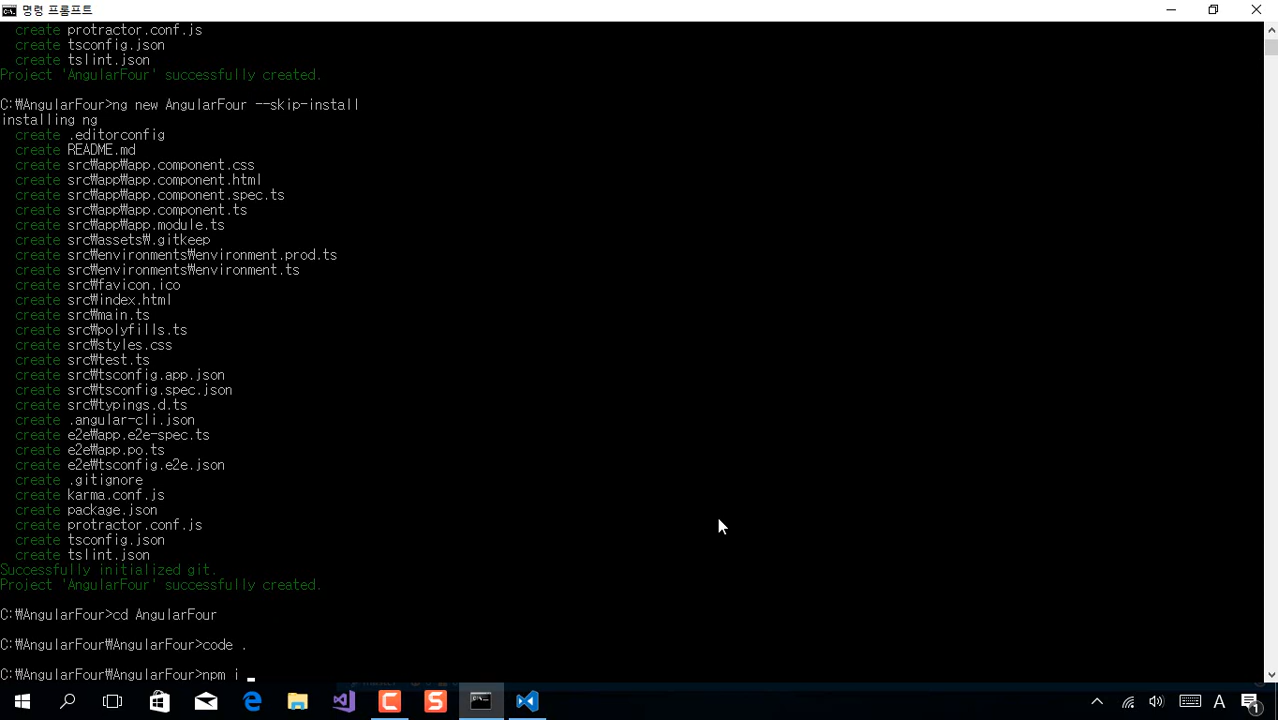 명령 프롬프트
create protractor.conf.js
create tsconfig.json
create tslint.json
Project 'AngularFour' successfully created.
C:₩AngularFour>ng new AngularFour --skip-install
installing ng
create .editorconfig
create README.md
create src₩app₩app.component.css
create src₩app₩app.component.html
create src₩app₩app.component.spec.ts
create src₩app₩app.component.ts
create src₩app₩app.module.ts
create src₩assets₩.gitkeep
create src₩environments₩environment.prod.ts
create src₩environments₩environment.ts
create src₩favicon.ico
create src₩index.html
create src₩main.ts
create src₩polyfills.ts
create src₩styles.css
create src₩test.ts
create src₩tsconfig.app.json
create src₩tsconfig.spec.json
create src₩typings.d.ts
create .angular-cli.json
create e2e₩app.e2e-spec.ts
create e2e₩app.po.ts
create e2e₩tsconfig.e2e.json
create .gitignore
create karma.conf.js
create package.json
create protractor.conf.js
create tsconfig.json
create tslint.json
Successfully initialized git.
Project 'AngularFour' successfully created.
C:₩AngularFour>cd AngularFour
C:₩AngularFour₩AngularFour>code .
C:₩AngularFour₩AngularFour>npm i
A
1